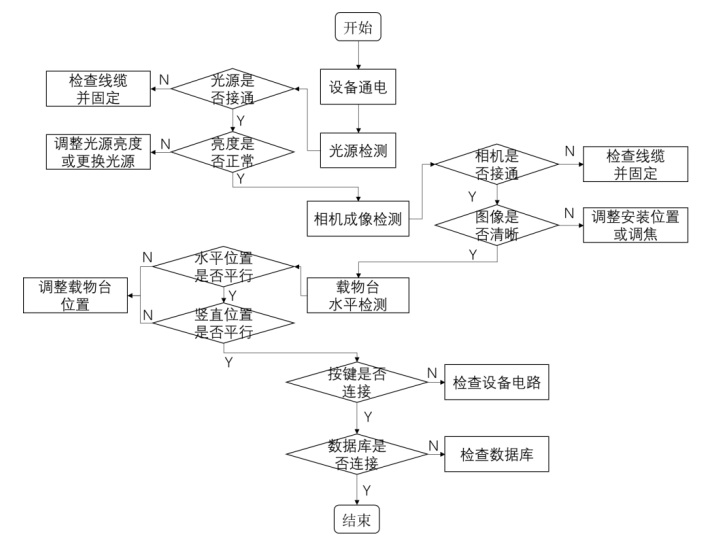 开始
设备通电
光源检测
光源是
否接通
N
检查线缆
并固定
Y
亮度是
否正常
N
调整光源亮度
或更换光源
Y
相机成像检测
相机是
否接通
N
检查线缆
并固定
Y
图像是
否清晰
N
调整安装位置
或调焦
Y
载物台
水平检测
水平位置
是否平行
N
调整载物台
位置
Y
竖直位置
是否平行
N
Y
按键是否
连接
N
检查设备电路
Y
数据库是
否连接
N
检查数据库
Y
结束